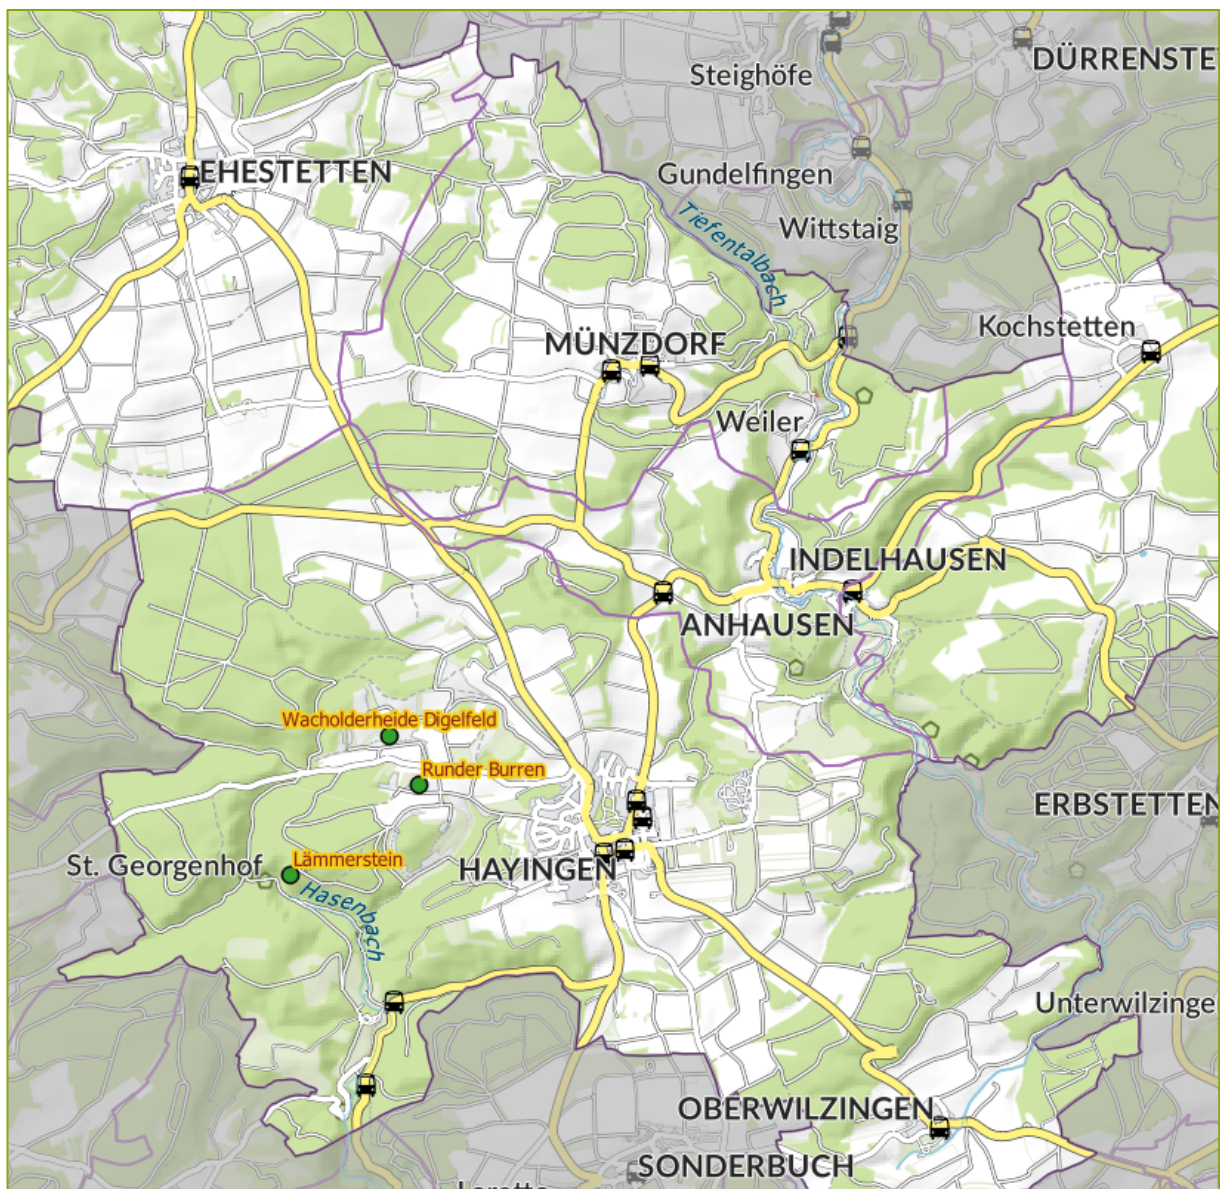 Steighöfe
EHESTETTEN
Gundelfingen
Wittstaig
Tiefentalbach
Kochstetten
MÜNZDORF
Weiler
INDELHAUSEN
ANHAUSEN
Wacholderheide Digelfeld
Runder Burren
St. Georgenhof
Lämmerstein
HAYINGEN
Hasenbach
ERBSTETTEN
Unterwilzinge
OBERWILZINGEN
SONDERBUCH
DÜRRENSTE